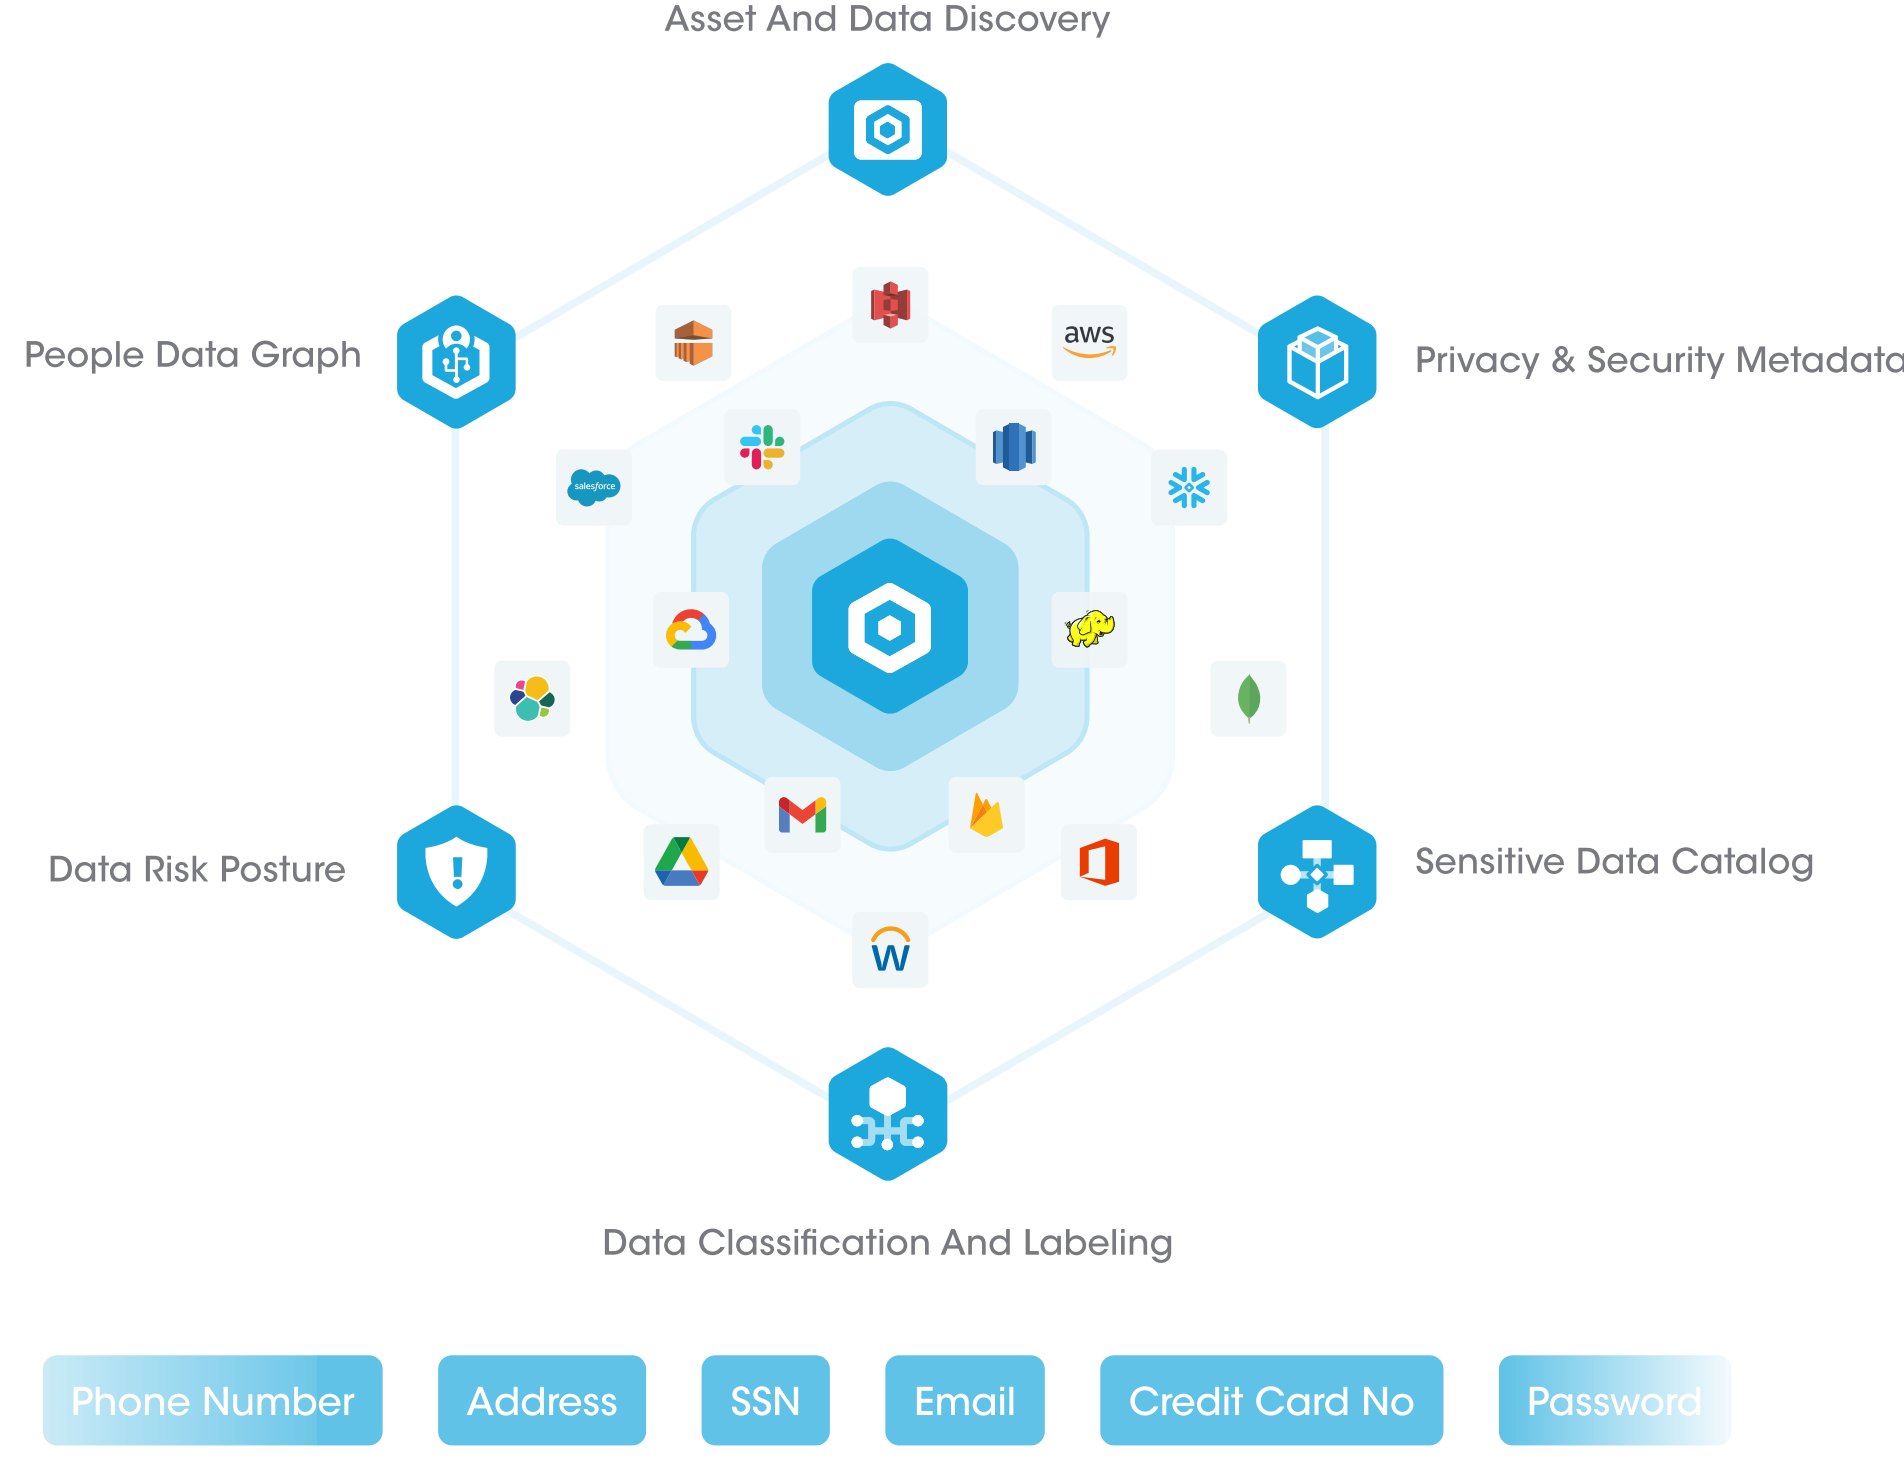 Asset And Data Discovery
aws
People Data Graph
Privacy & Security Metadata
salesforce
Data Risk Posture
Sensitive Data Catalog
W
Data Classification And Labeling
Phone Number
Address
SSN
Email
Credit Card No
Password